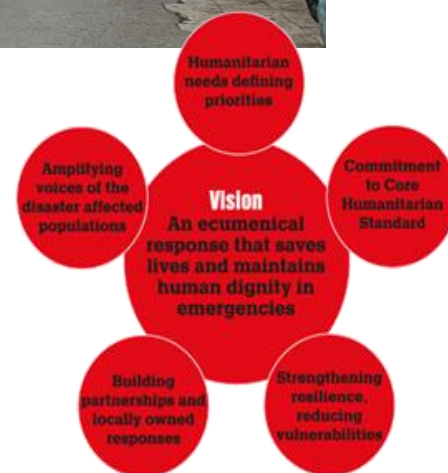 Humanitarian
needs defining
priorities
Amplifying
voices of the
disaster affected
populations
Commitment
to Core
Humanitarian
Standard
Vision
An ecumenical
response that saves
lives and maintains
human dignity in
emergencies
Building
partnerships and
locally owned
responses
Strengthening
resilience,
reducing
vulnerabilities